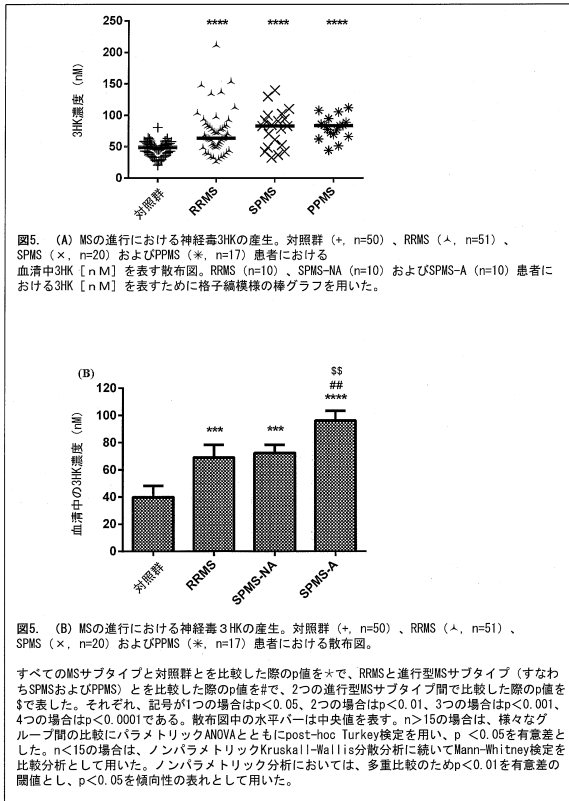 250
200
150
100
50
0
3HK濃度 (nM)
****
****
****
対照群
RRMS
SPMS
PPMS
図5. (A) MSの進行における神経毒3HKの産生。対照群 (+, n=50) 、RRMS (⅄, n=51) 、
SPMS (×, n=20) およびPPMS (✳, n=17) 患者における
血清中3HK [nM] を表す散布図。RRMS (n=10) 、SPMS-NA (n=10) およびSPMS-A (n=10) 患者に
おける3HK [nM] を表すために格子縞模様の棒グラフを用いた。
(B)
120
100
80
60
40
20
0
血清中の3HK濃度 (nM)
***
***
$$
##
****
対照群
RRMS
SPMS-NA
SPMS-A
図5. (B) MSの進行における神経毒3HKの産生。対照群 (+, n=50) 、RRMS (⅄, n=51) 、
SPMS (×, n=20) およびPPMS (✳, n=17) 患者における散布図。
すべてのMSサブタイプと対照群とを比較した際のp値を*で、RRMSと進行型MSサブタイプ (すなわ
ちSPMSおよびPPMS) とを比較した際のp値を#で、2つの進行型MSサブタイプ間で比較した際のp値を
$で表した。それぞれ、記号が1つの場合はp<0.05、2つの場合はp<0.01、3つの場合はp<0.001、
4つの場合はp<0.0001である。散布図中の水平バーは中央値を表す。n>15の場合は、様々なグ
ループ間の比較にパラメトリックANOVAとともにpost-hoc Turkey検定を用い、p <0.05を有意差と
した。n<15の場合は、ノンパラメトリックKruskall-Wallis分散分析に続いてMann-Whitney検定を
比較分析として用いた。ノンパラメトリック分析においては、多重比較のためp<0.01を有意差の
閾値とし、p<0.05を傾向性の表れとして用いた。